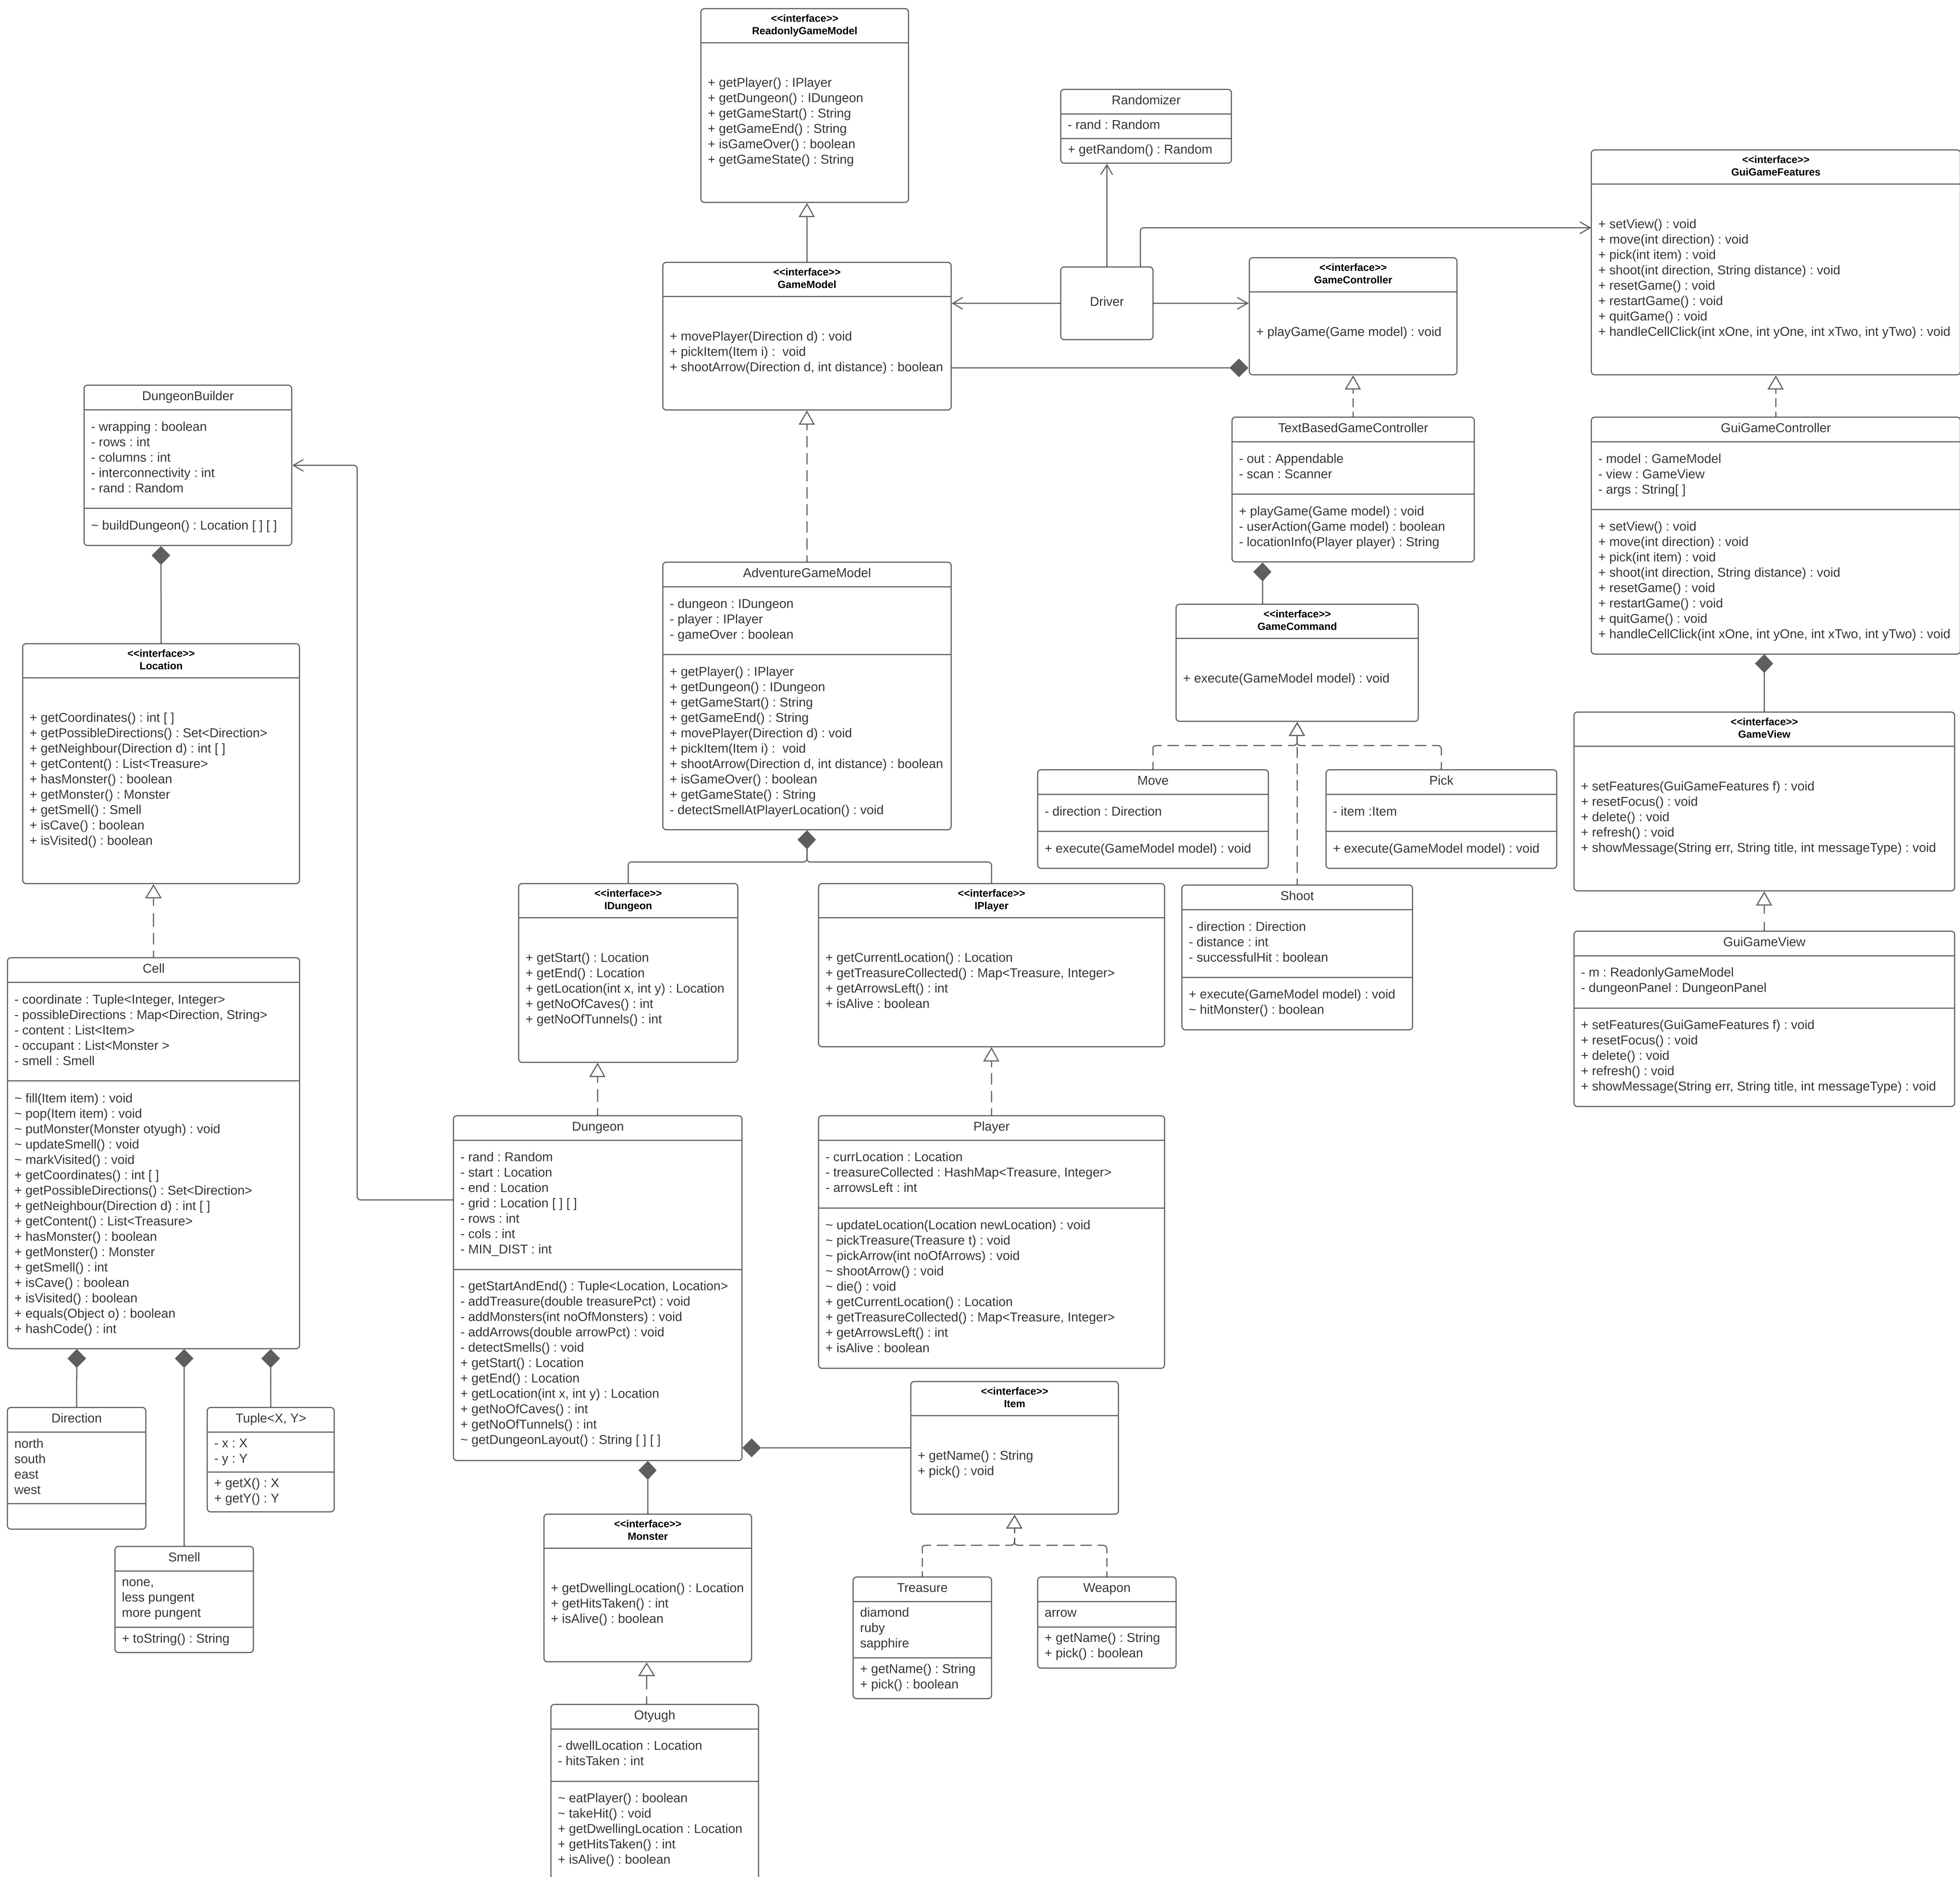 <<interface>>
ReadonlyGameModel
+ getPlayer() : IPlayer
+ getDungeon() : IDungeon
+ getGameStart() : String
+ getGameEnd() : String
+ isGameOver() : boolean
+ getGameState() : String
Randomizer
- rand : Random
+ getRandom() : Random
<<interface>>
GuiGameFeatures
+ setView() : void
+ move(int direction) : void
+ pick(int item) : void
+ shoot(int direction, String distance) : void
+ resetGame() : void
+ restartGame() : void
+ quitGame() : void
+ handleCellClick(int xOne, int yOne, int xTwo, int yTwo) : void
<<interface>>
GameModel
+ movePlayer(Direction d) : void
+ pickItem(Item i) :  void
+ shootArrow(Direction d, int distance) : boolean
Driver
<<interface>>
GameController
+ playGame(Game model) : void
DungeonBuilder
- wrapping : boolean
- rows : int
- columns : int
- interconnectivity : int
- rand : Random
~ buildDungeon() : Location [ ] [ ]
TextBasedGameController
- out : Appendable
- scan : Scanner
+ playGame(Game model) : void
- userAction(Game model) : boolean
- locationInfo(Player player) : String
GuiGameController
- model : GameModel
- view : GameView
- args : String[ ]
+ setView() : void
+ move(int direction) : void
+ pick(int item) : void
+ shoot(int direction, String distance) : void
+ resetGame() : void
+ restartGame() : void
+ quitGame() : void
+ handleCellClick(int xOne, int yOne, int xTwo, int yTwo) : void
AdventureGameModel
- dungeon : IDungeon
- player : IPlayer
- gameOver : boolean
+ getPlayer() : IPlayer
+ getDungeon() : IDungeon
+ getGameStart() : String
+ getGameEnd() : String
+ movePlayer(Direction d) : void
+ pickItem(Item i) :  void
+ shootArrow(Direction d, int distance) : boolean
+ isGameOver() : boolean
+ getGameState() : String
- detectSmellAtPlayerLocation() : void
<<interface>>
GameCommand
+ execute(GameModel model) : void
<<interface>>
Location
+ getCoordinates() : int [ ]
+ getPossibleDirections() : Set<Direction>
+ getNeighbour(Direction d) : int [ ]
+ getContent() : List<Treasure>
+ hasMonster() : boolean
+ getMonster() : Monster
+ getSmell() : Smell
+ isCave() : boolean
+ isVisited() : boolean
<<interface>>
GameView
+ setFeatures(GuiGameFeatures f) : void
+ resetFocus() : void
+ delete() : void
+ refresh() : void
+ showMessage(String err, String title, int messageType) : void
Move
- direction : Direction
+ execute(GameModel model) : void
Pick
- item :Item
+ execute(GameModel model) : void
<<interface>>
IDungeon
+ getStart() : Location
+ getEnd() : Location
+ getLocation(int x, int y) : Location
+ getNoOfCaves() : int
+ getNoOfTunnels() : int
<<interface>>
IPlayer
+ getCurrentLocation() : Location
+ getTreasureCollected() : Map<Treasure, Integer>
+ getArrowsLeft() : int
+ isAlive : boolean
Shoot
- direction : Direction
- distance : int
- successfulHit : boolean
+ execute(GameModel model) : void
~ hitMonster() : boolean
GuiGameView
- m : ReadonlyGameModel
- dungeonPanel : DungeonPanel
+ setFeatures(GuiGameFeatures f) : void
+ resetFocus() : void
+ delete() : void
+ refresh() : void
+ showMessage(String err, String title, int messageType) : void
Cell
- coordinate : Tuple<Integer, Integer>
- possibleDirections : Map<Direction, String>
- content : List<Item>
- occupant : List<Monster >
- smell : Smell
~ fill(Item item) : void
~ pop(Item item) : void
~ putMonster(Monster otyugh) : void
~ updateSmell() : void
~ markVisited() : void
+ getCoordinates() : int [ ]
+ getPossibleDirections() : Set<Direction>
+ getNeighbour(Direction d) : int [ ]
+ getContent() : List<Treasure>
+ hasMonster() : boolean
+ getMonster() : Monster
+ getSmell() : int
+ isCave() : boolean
+ isVisited() : boolean
+ equals(Object o) : boolean
+ hashCode() : int
Dungeon
- rand : Random
- start : Location
- end : Location
- grid : Location [ ] [ ]
- rows : int
- cols : int
- MIN_DIST : int
- getStartAndEnd() : Tuple<Location, Location>
- addTreasure(double treasurePct) : void
- addMonsters(int noOfMonsters) : void
- addArrows(double arrowPct) : void
- detectSmells() : void
+ getStart() : Location
+ getEnd() : Location
+ getLocation(int x, int y) : Location
+ getNoOfCaves() : int
+ getNoOfTunnels() : int
~ getDungeonLayout() : String [ ] [ ]
Player
- currLocation : Location
- treasureCollected : HashMap<Treasure, Integer>
- arrowsLeft : int
~ updateLocation(Location newLocation) : void
~ pickTreasure(Treasure t) : void
~ pickArrow(int noOfArrows) : void
~ shootArrow() : void
~ die() : void
+ getCurrentLocation() : Location
+ getTreasureCollected() : Map<Treasure, Integer>
+ getArrowsLeft() : int
+ isAlive : boolean
<<interface>>
Item
+ getName() : String
+ pick() : void
Direction
north
south
east
west
Tuple<X, Y>
- x : X
- y : Y
+ getX() : X
+ getY() : Y
Smell
none,
less pungent
more pungent
+ toString() : String
<<interface>>
Monster
+ getDwellingLocation() : Location
+ getHitsTaken() : int
+ isAlive() : boolean
Treasure
diamond
ruby
sapphire
+ getName() : String
+ pick() : boolean
Weapon
arrow
+ getName() : String
+ pick() : boolean
Otyugh
- dwellLocation : Location
- hitsTaken : int
~ eatPlayer() : boolean
~ takeHit() : void
+ getDwellingLocation : Location
+ getHitsTaken() : int
+ isAlive() : boolean